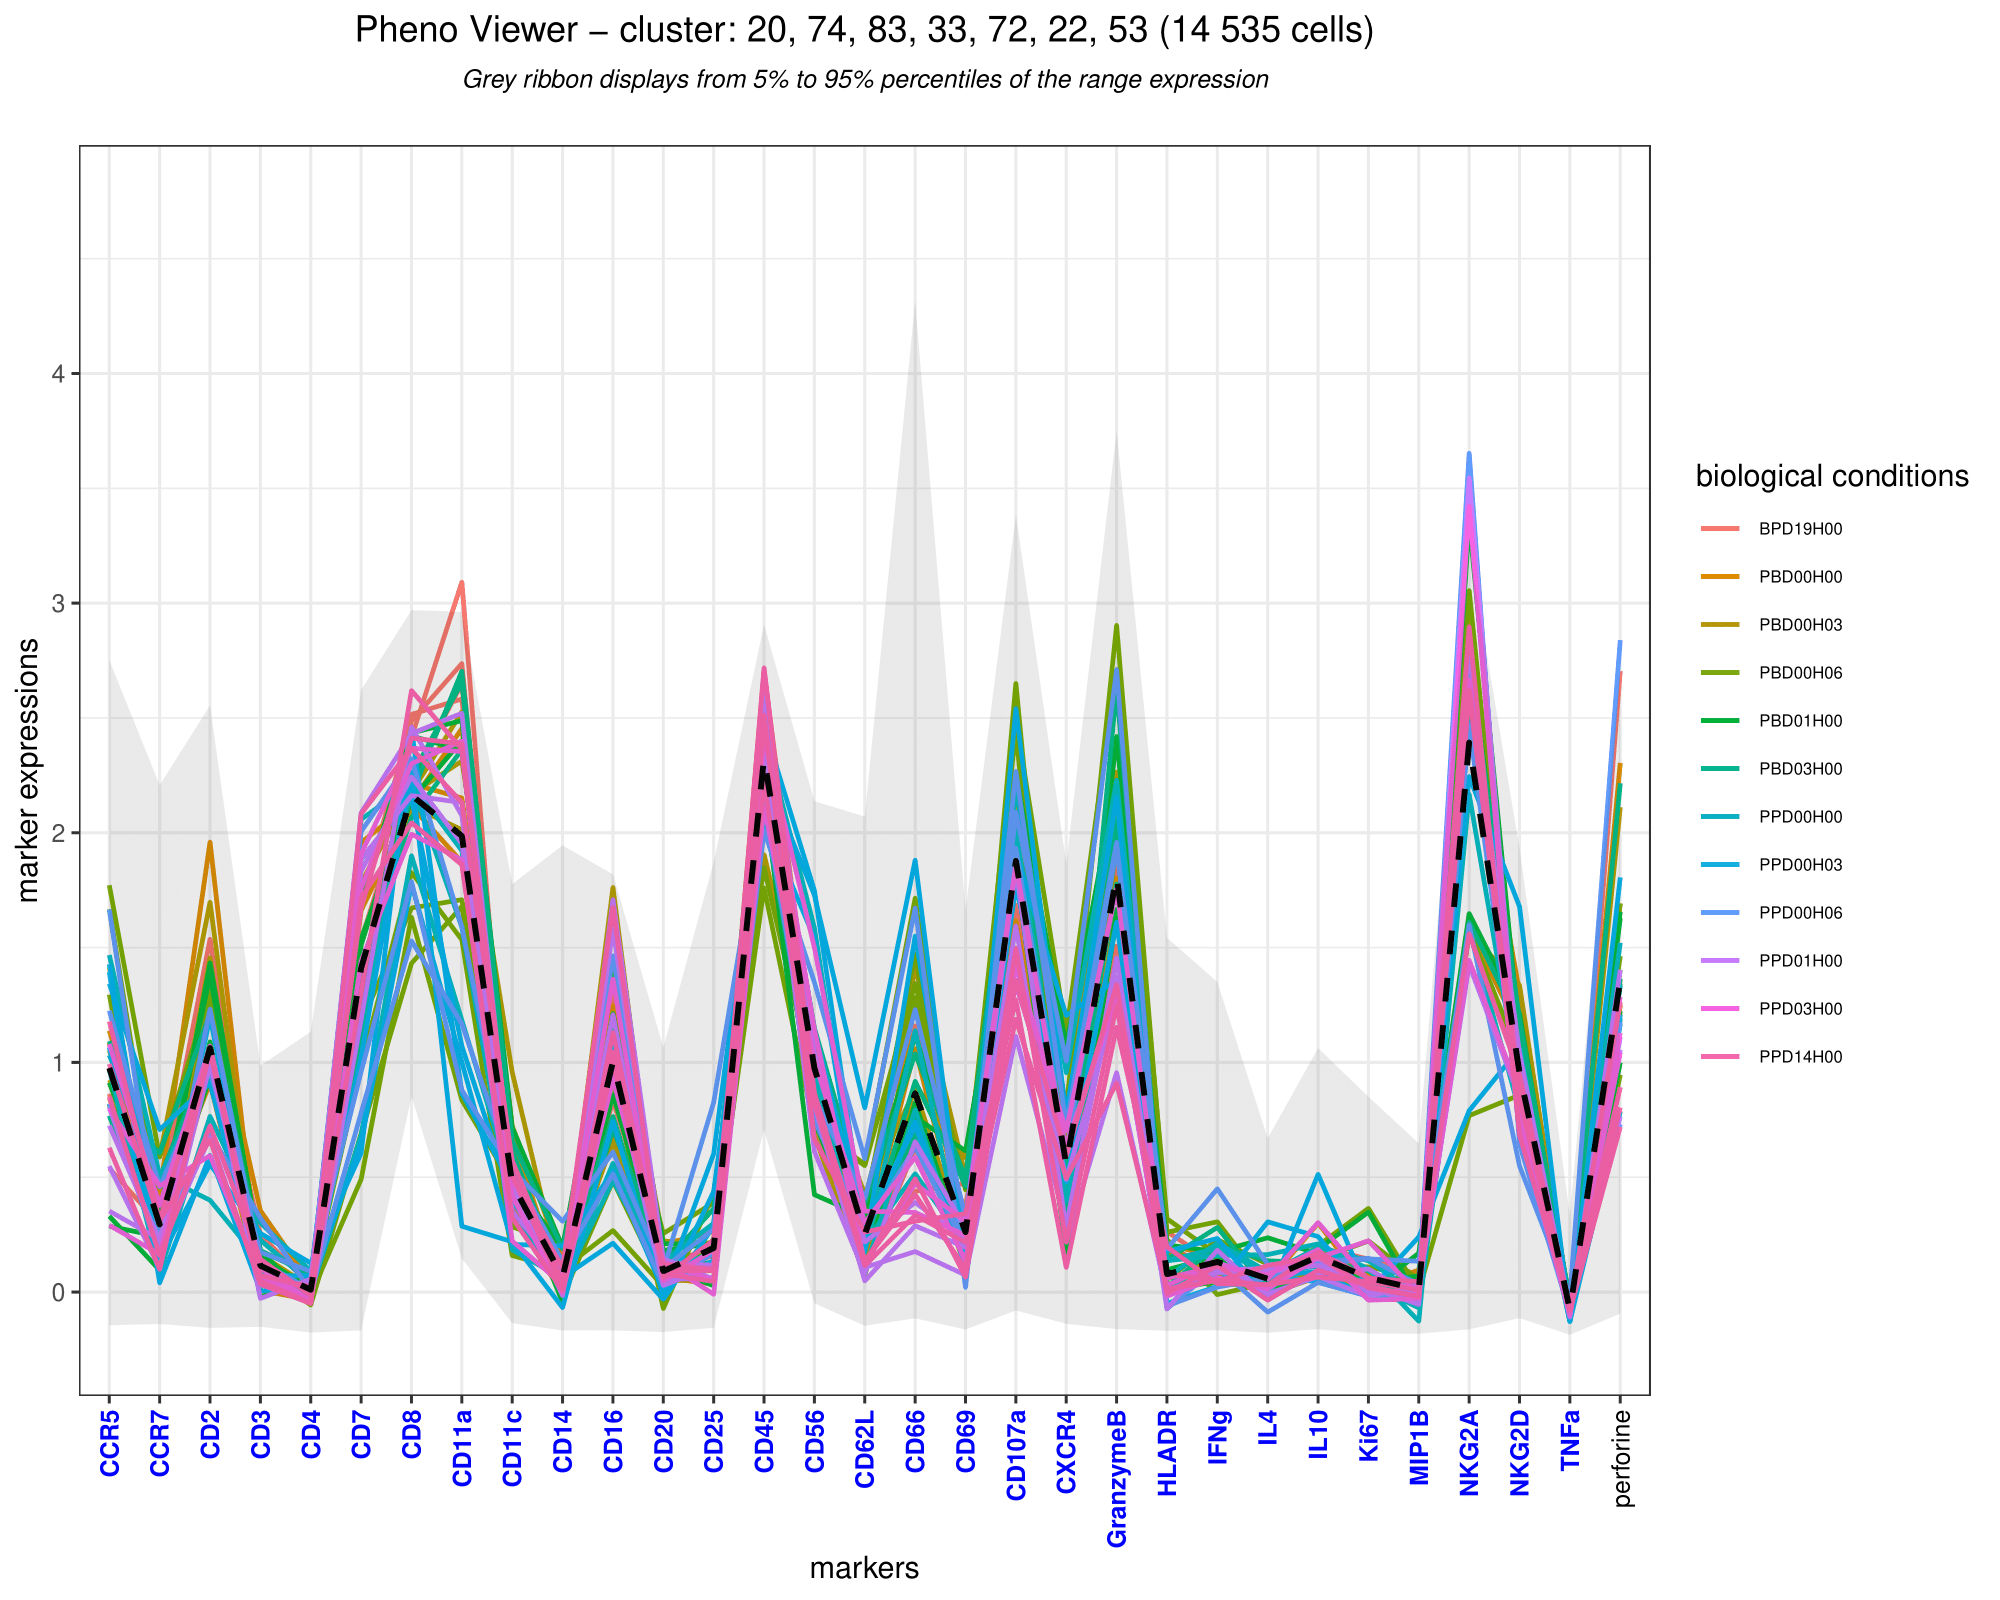 Pheno Viewer – cluster: 20, 74, 83, 33, 72, 22, 53 (14 535 cells)
Grey ribbon displays from 5% to 95% percentiles of the range expression
marker expressions
4
3
2
1
0
CCR5
CCR7
CD2
CD3
CD4
CD7
CD8
CD11a
CD11c
CD14
CD16
CD20
CD25
CD45
CD56
CD62L
CD66
CD69
CD107a
CXCR4
GranzymeB
HLADR
IFNg
IL4
IL10
Ki67
MIP1B
NKG2A
NKG2D
TNFa
perforine
markers
biological conditions
BPD19H00
PBD00H00
PBD00H03
PBD00H06
PBD01H00
PBD03H00
PPD00H00
PPD00H03
PPD00H06
PPD01H00
PPD03H00
PPD14H00